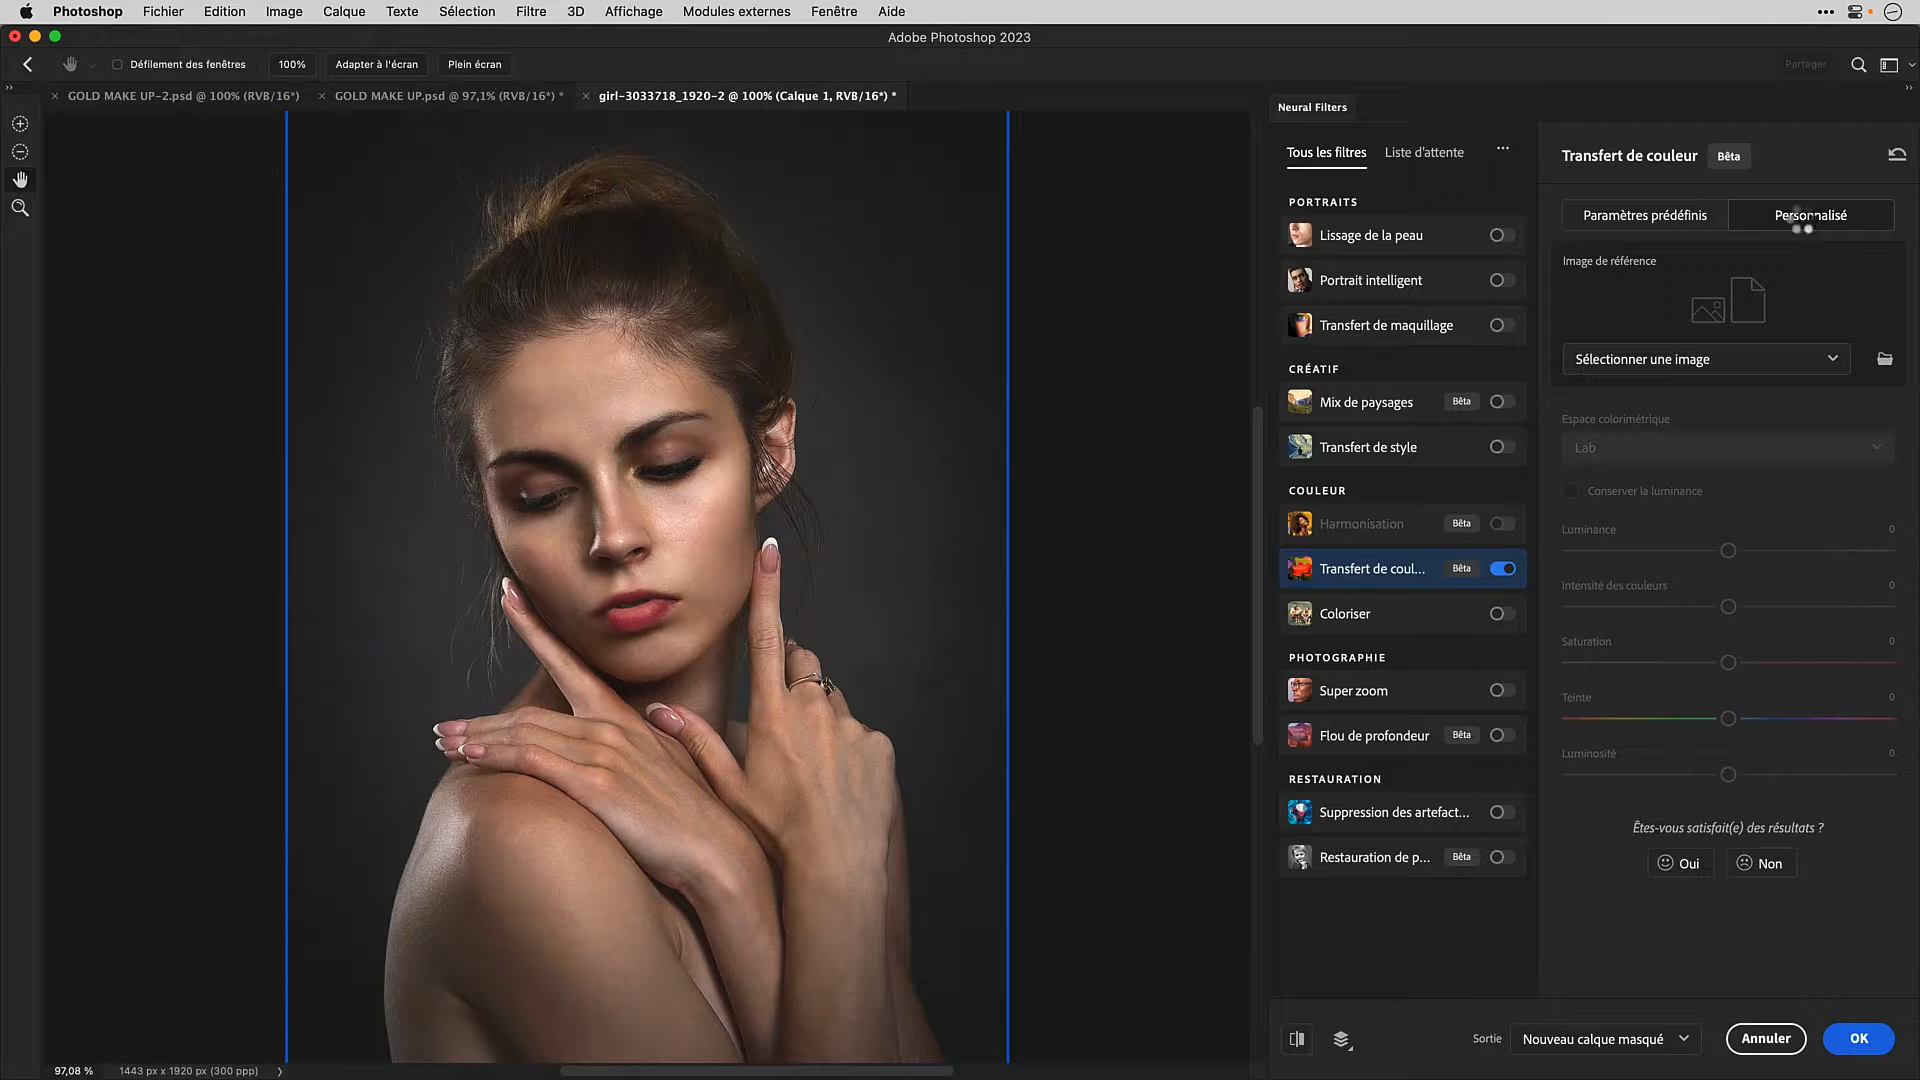 Photoshop Fichier Edition Image Calque Texte Sélection Filtre 3D Affichage Modules externes Fenêtre Aide
Adobe Photoshop 2023
Défilement des fenêtres 100% Adapter à l'écran Plein écran Partager
GOLD MAKE UP-2.psd @ 100% (RVB/16*) GOLD MAKE UP.psd @ 97,1% (RVB/16*) * girl-3033718_1920-2 @ 100% (Calque 1, RVB/16*) *
Neural Filters
Tous les filtres Liste d'attente
PORTRAITS
Lissage de la peau
Portrait intelligent
Transfert de maquillage
CRÉATIF
Mix de paysages Bêta
Transfert de style
COULEUR
Harmonisation Bêta
Transfert de coul... Bêta
Coloriser
PHOTOGRAPHIE
Super zoom
Flou de profondeur Bêta
RESTAURATION
Suppression des artefact...
Restauration de p... Bêta
Transfert de couleur Bêta
Paramètres prédéfinis Personnalisé
Image de référence
Sélectionner une image
Espace colorimétrique
Lab
Conserver la luminance
Luminance 0
Intensité des couleurs 0
Saturation 0
Teinte 0
Luminosité 0
Êtes-vous satisfait(e) des résultats ?
Oui Non
Sortie Nouveau calque masqué Annuler OK
97,08 % 1443 px x 1920 px (300 ppp)